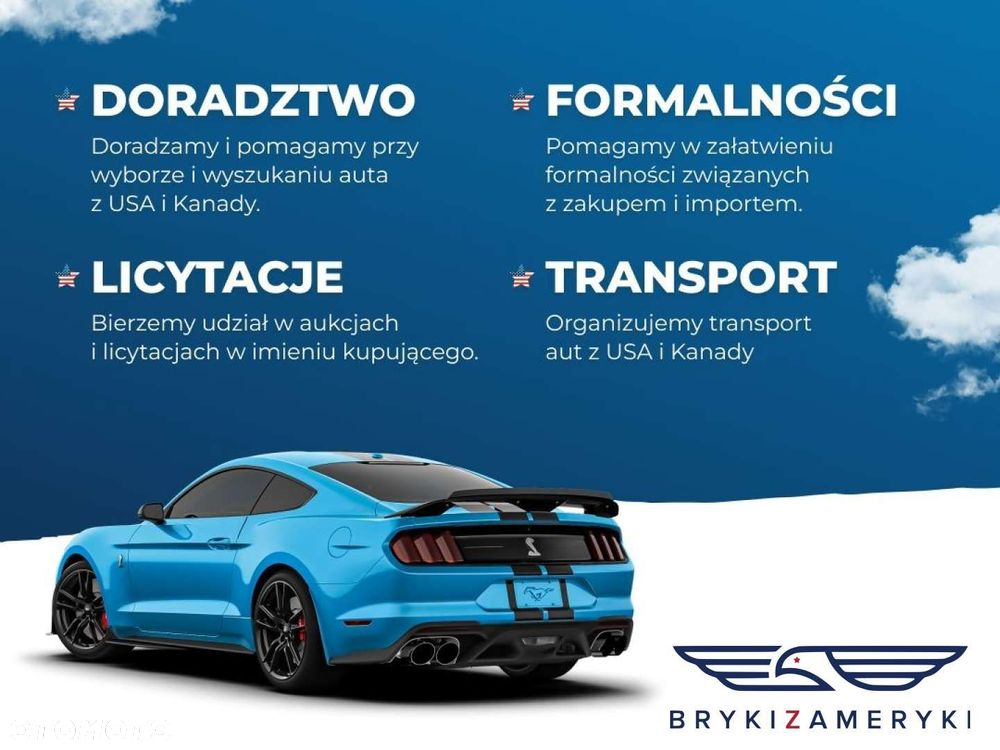 DORADZTWO
Doradzamy i pomagamy przy
wyborze i wyszukaniu auta
z USA i Kanady.
FORMALNOŚCI
Pomagamy w załatwieniu
formalności związanych
z zakupem i importem.
LICYTACJE
Bierzemy udział w aukcjach
i licytacjach w imieniu kupującego.
TRANSPORT
Organizujemy transport
aut z USA i Kanady
BRYKIZAMERYKI
OTOMOTO